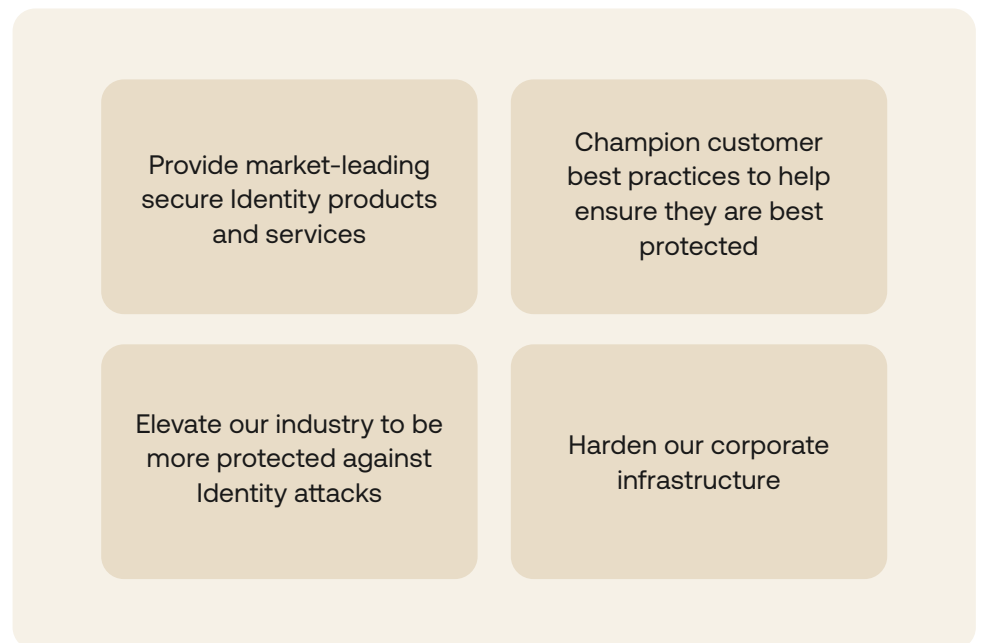 Provide market-leading
secure Identity products
and services
Champion customer
best practices to help
ensure they are best
protected
Elevate our industry to be
more protected against
Identity attacks
Harden our corporate
infrastructure